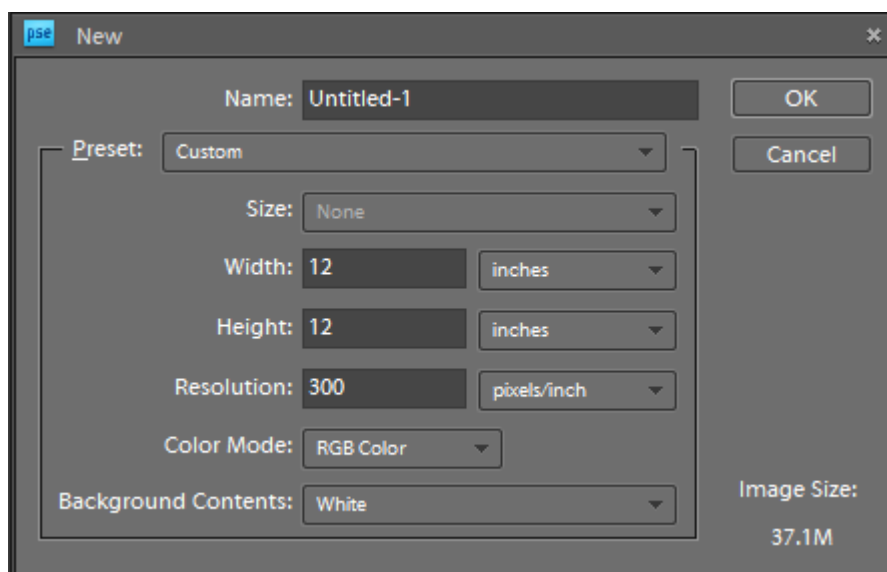 pse New
Name: Untitled-1
OK
Preset: Custom
Cancel
Size: None
Width: 12 inches
Height: 12 inches
Resolution: 300 pixels/inch
Color Mode: RGB Color
Background Contents: White
Image Size:
37.1M